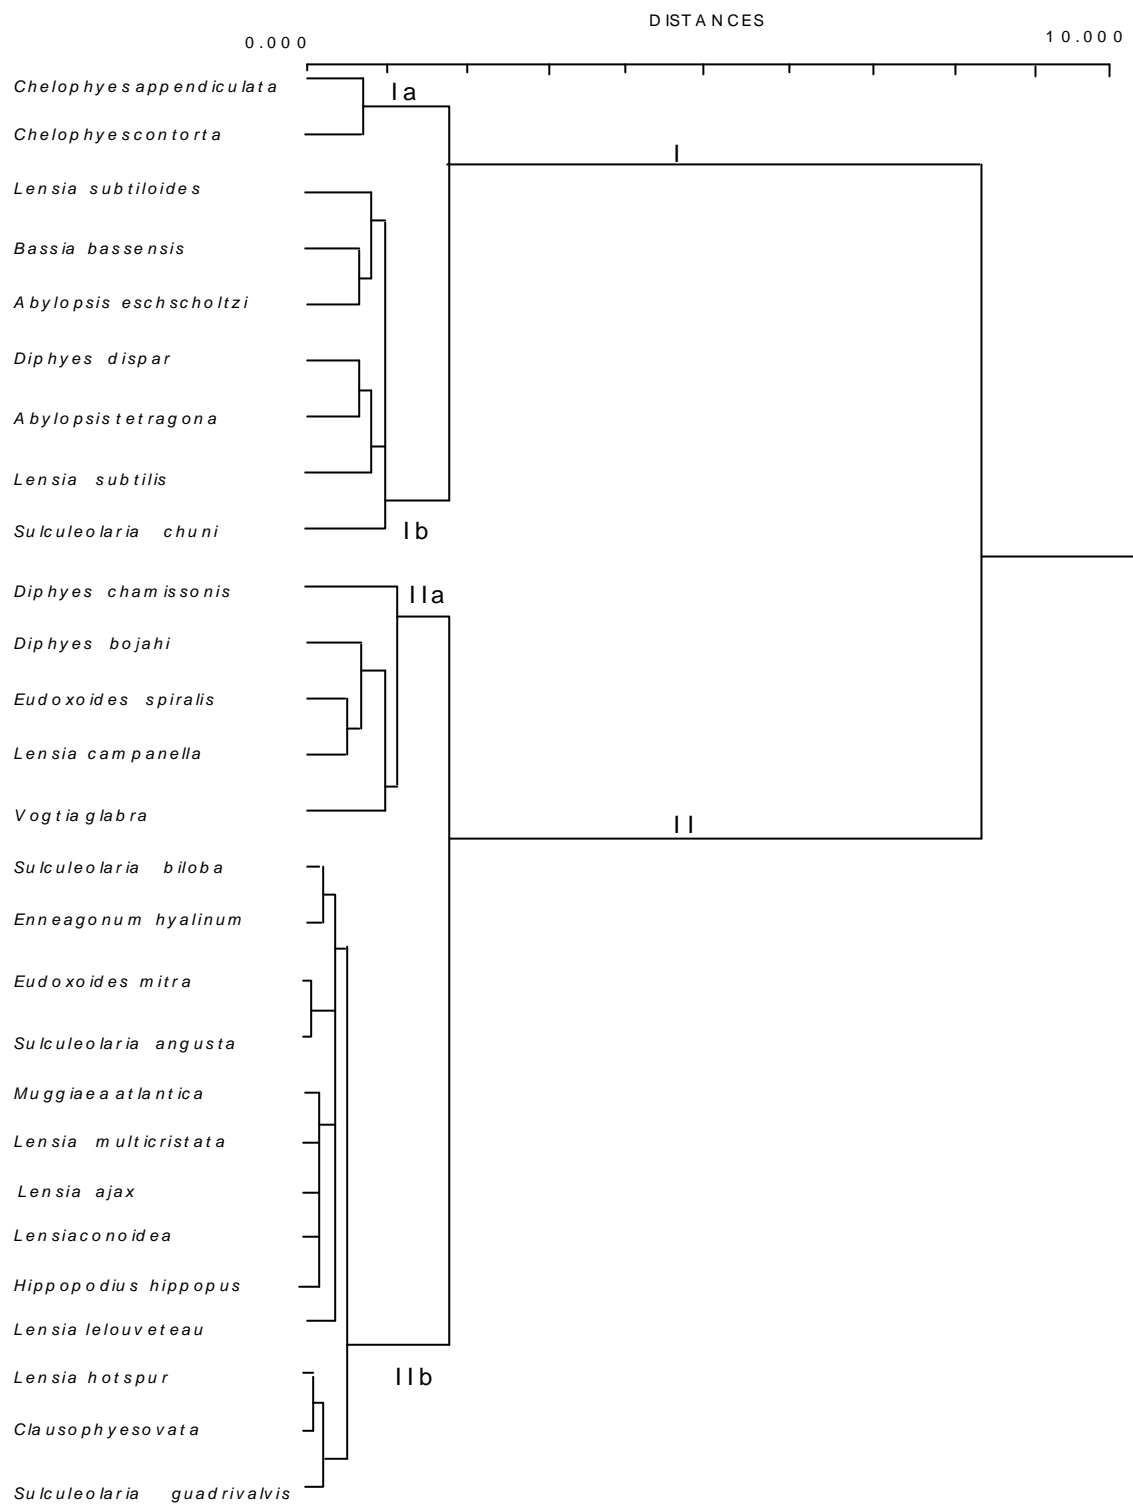 DISTANCES
0.000
10.000
Chelophyes appendiculata
Ia
Chelophyes contorta
I
Lensia subtiloides
Bassia bassensis
Abylopsis eschscholtzi
Diphyes dispar
Abylopsis tetragona
Lensia subtilis
Sulculeolaria chuni
Ib
Diphyes chamissonis
IIa
Diphyes bojahi
Eudoxoides spiralis
Lensia campanella
Vogtia glabra
II
Sulculeolaria biloba
Enneagonum hyalinum
Eudoxoides mitra
Sulculeolaria angusta
Muggiaea atlantica
Lensia multicristata
Lensia ajax
Lensia conoidea
Hippopodius hippopus
Lensia lelouveteau
Lensia hotspur
IIb
Clausophyes ovata
Sulculeolaria guadrivalvis